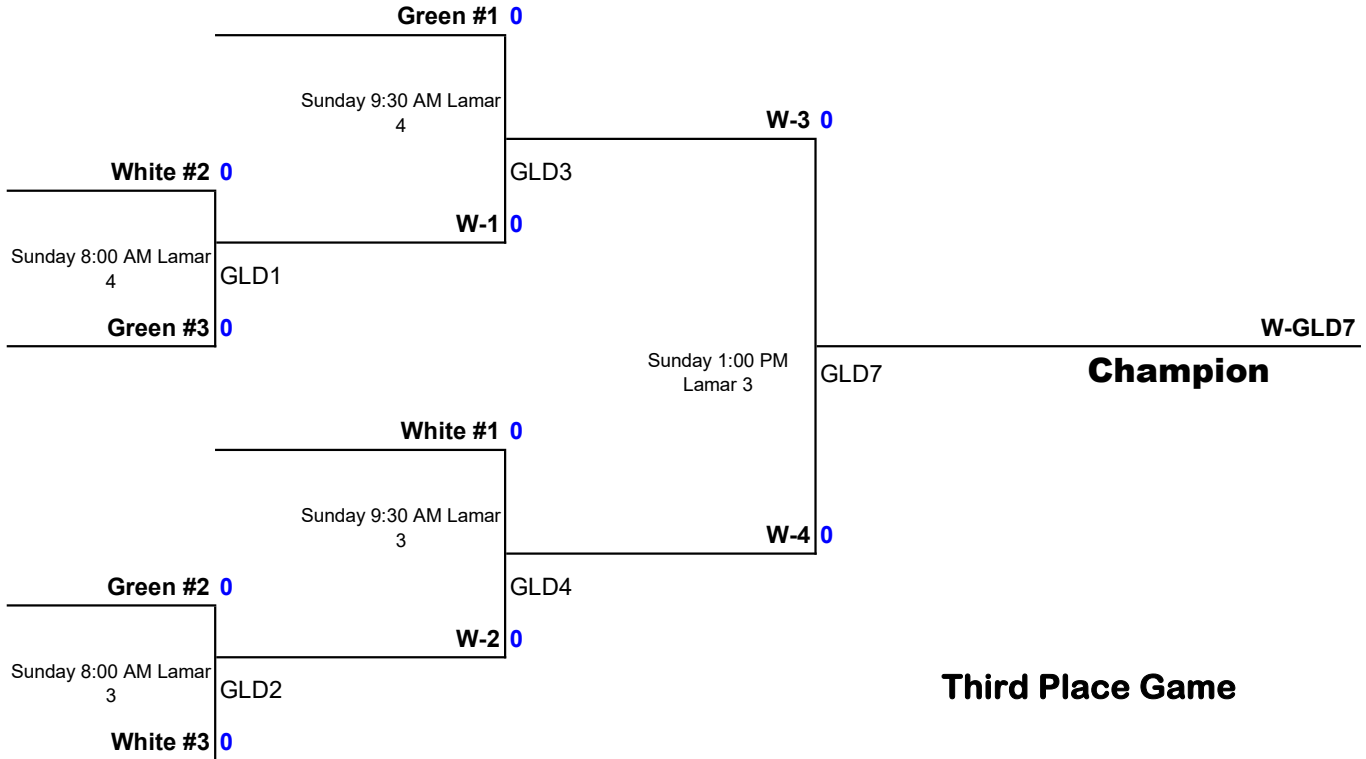 Green #1 0
Sunday 9:30 AM Lamar
4
W-3 0
White #2 0
GLD3
W-1 0
Sunday 8:00 AM Lamar
4
GLD1
Green #3 0
W-GLD7
Sunday 1:00 PM
Lamar 3
GLD7
Champion
White #1 0
Sunday 9:30 AM Lamar
3
W-4 0
Green #2 0
GLD4
W-2 0
Sunday 8:00 AM Lamar
3
GLD2
Third Place Game
White #3 0